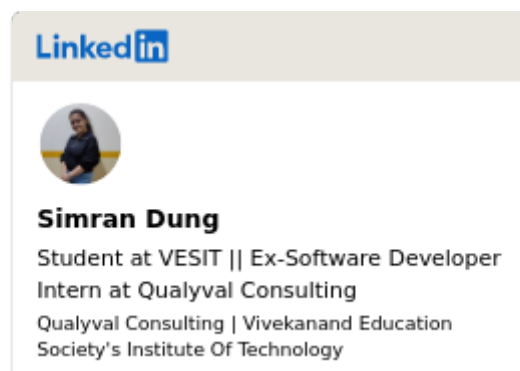 LinkedIn
Simran Dung
Student at VESIT || Ex-Software Developer
Intern at Qualyval Consulting
Qualyval Consulting | Vivekanand Education
Society's Institute Of Technology